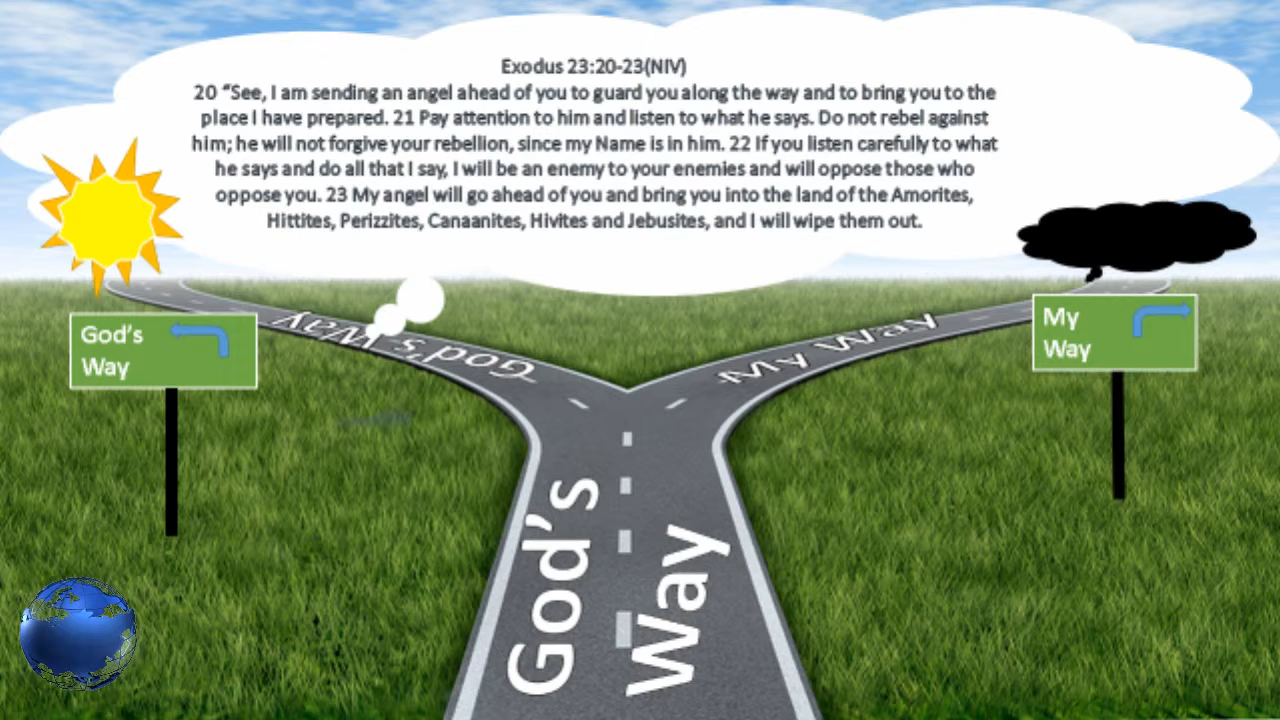 Exodus 23:20-23(NIV)
20 “See, I am sending an angel ahead of you to guard you along the way and to bring you to the
place I have prepared. 21 Pay attention to him and listen to what he says. Do not rebel against
him; he will not forgive your rebellion, since my Name is in him. 22 If you listen carefully to what
he says and do all that I say, I will be an enemy to your enemies and will oppose those who
oppose you. 23 My angel will go ahead of you and bring you into the land of the Amorites,
Hittites, Perizzites, Canaanites, Hivites and Jebusites, and I will wipe them out.
God's
Way
God's Way
My Way
My
Way
God's
Way